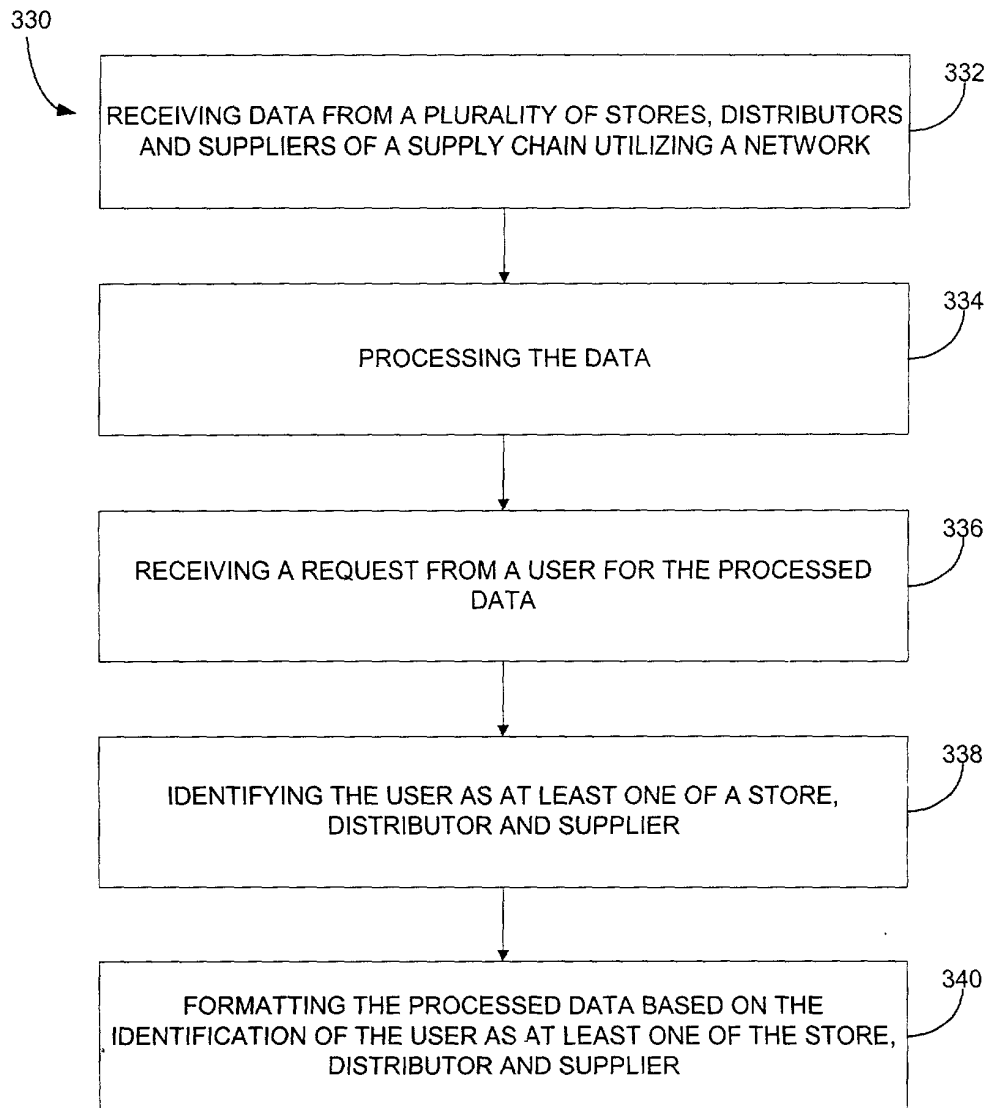 330
332
RECEIVING DATA FROM A PLURALITY OF STORES, DISTRIBUTORS
AND SUPPLIERS OF A SUPPLY CHAIN UTILIZING A NETWORK
334
PROCESSING THE DATA
336
RECEIVING A REQUEST FROM A USER FOR THE PROCESSED
DATA
338
IDENTIFYING THE USER AS AT LEAST ONE OF A STORE,
DISTRIBUTOR AND SUPPLIER
340
FORMATTING THE PROCESSED DATA BASED ON THE
IDENTIFICATION OF THE USER AS AT LEAST ONE OF THE STORE,
DISTRIBUTOR AND SUPPLIER